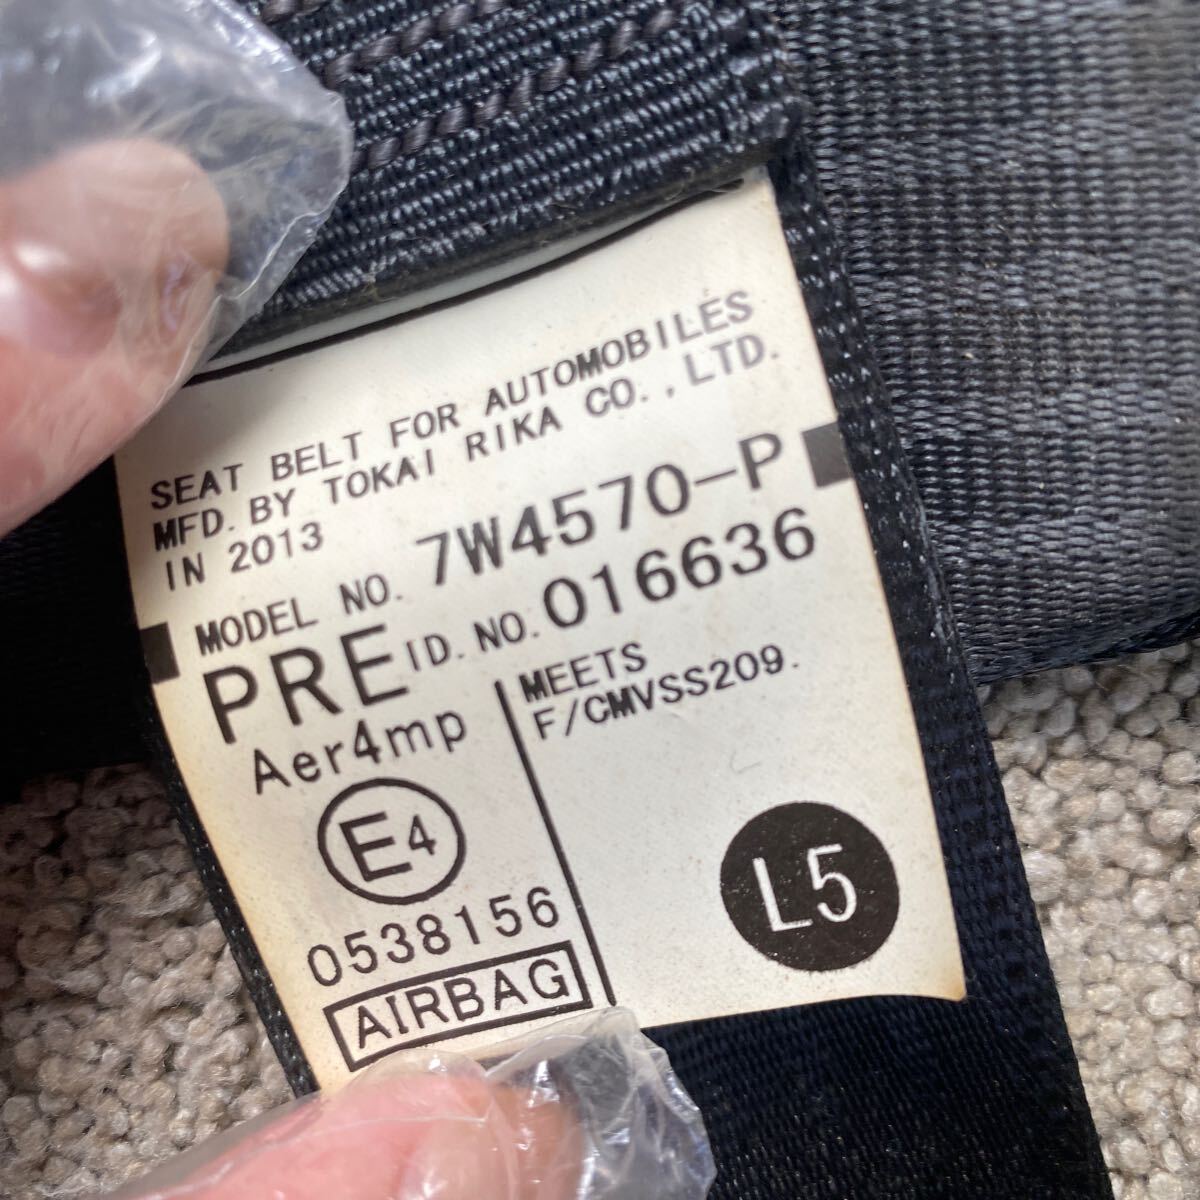 SEAT BELT FOR AUTOMOBILES
MFD. BY TOKAI RIKA CO.,LTD.
IN 2013
MODEL NO. 7W4570-P
PRE ID. NO. 016636
Aer4mp
E4
0538156
AIRBAG
MEETS
F/CMVSS209.
L5